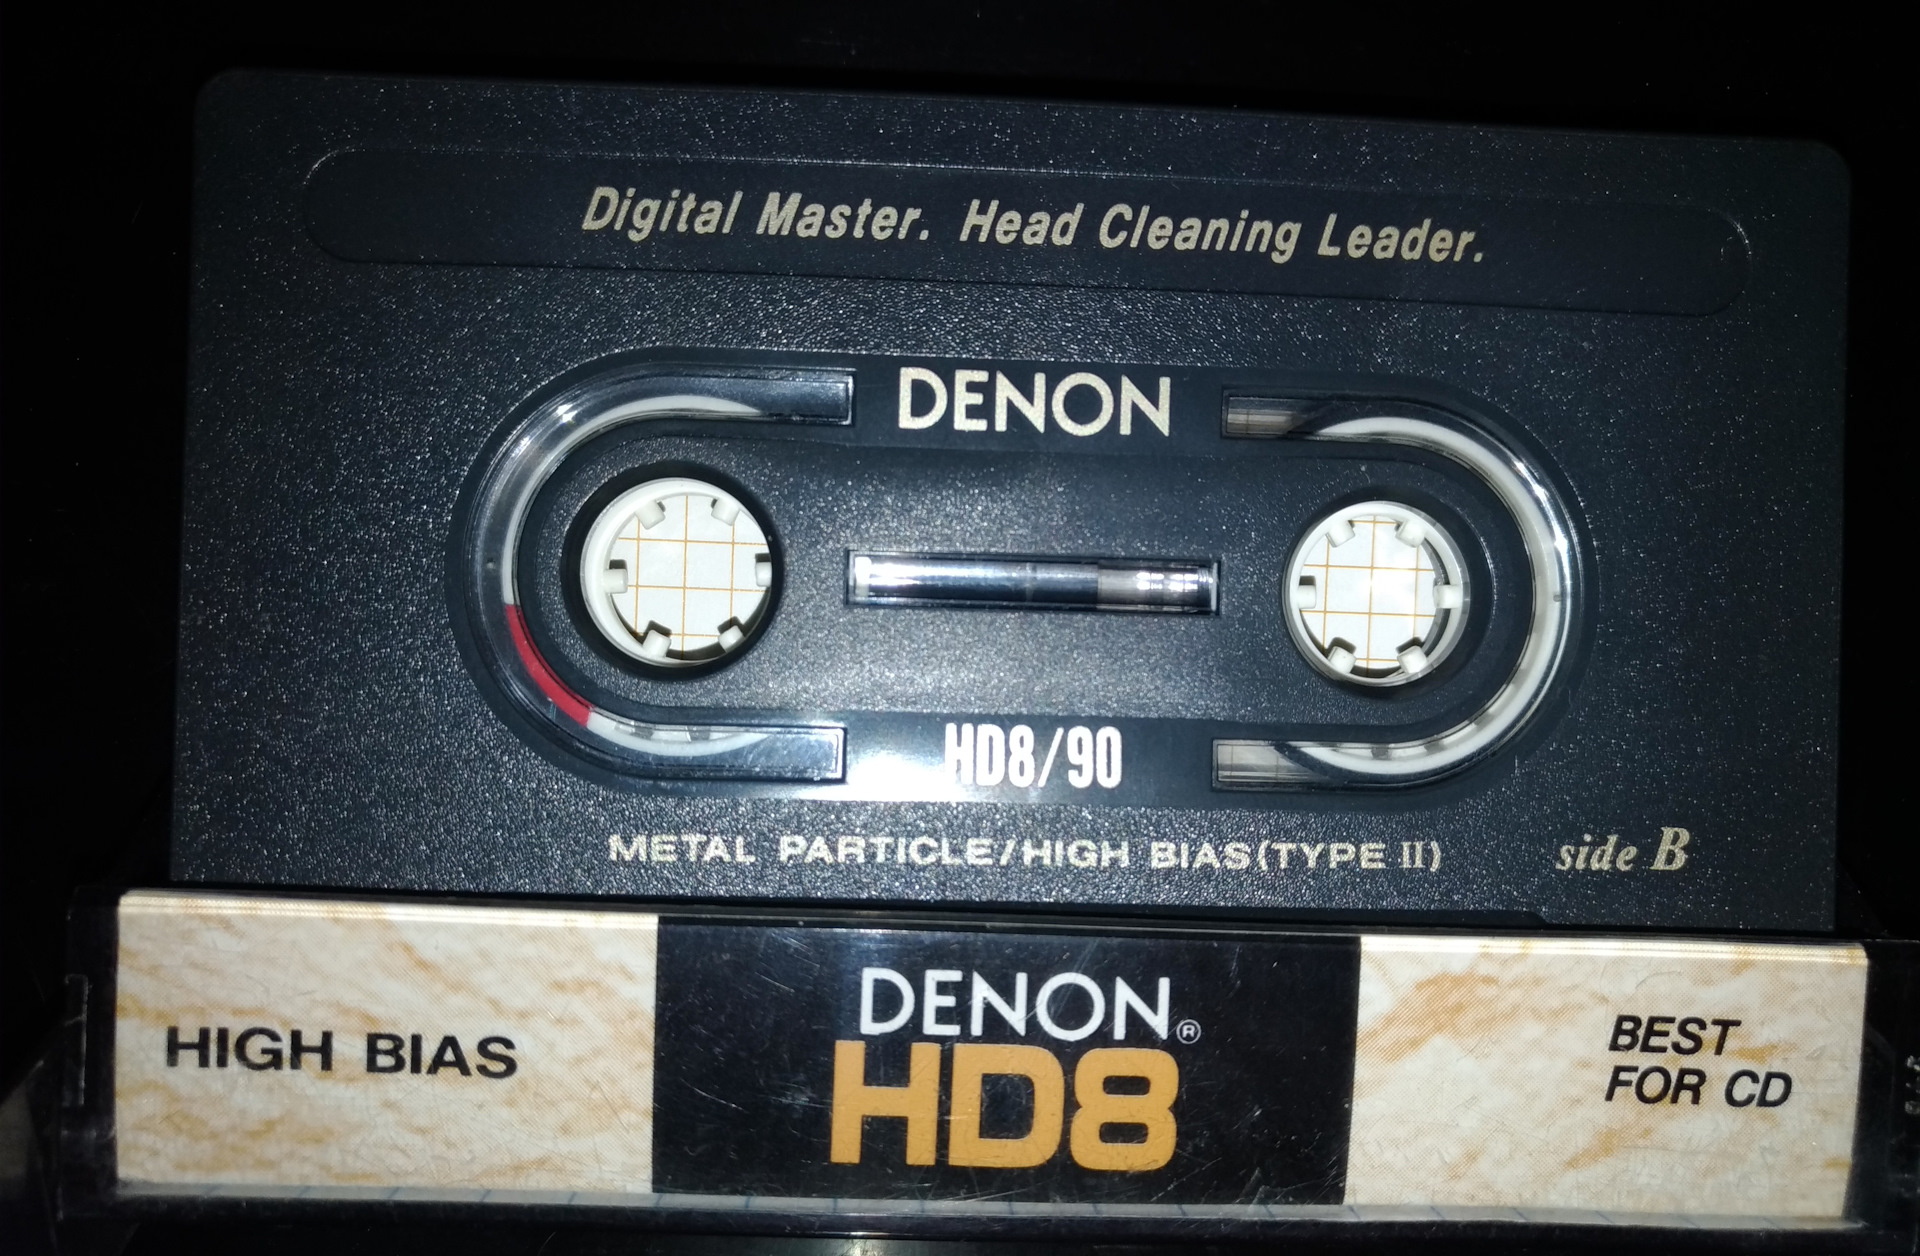 Digital Master. Head Cleaning Leader.
DENON
HD8/90
METAL PARTICLE/HIGH BIAS(TYPE II)
side B
HIGH BIAS
DENON®
HD8
BEST
FOR CD